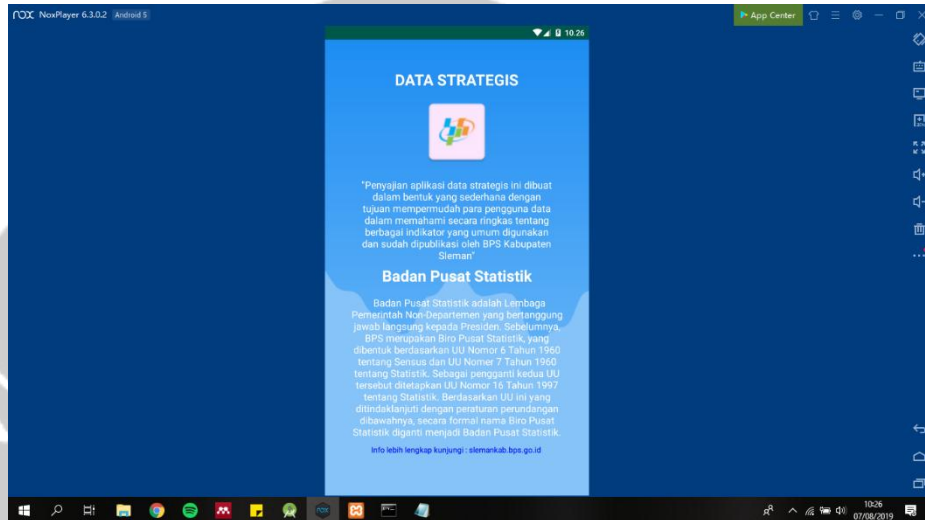 NoxPlayer 6.3.0.2 Android 5
App Center
10.26
DATA STRATEGIS
"Penyajian aplikasi data strategis ini dibuat
dalam bentuk yang sederhana dengan
tujuan mempermudah para pengguna data
dalam memahami secara ringkas tentang
berbagai indikator yang umum digunakan
dan sudah dipublikasi oleh BPS Kabupaten
Sleman"
Badan Pusat Statistik
Badan Pusat Statistik adalah Lembaga
Pemerintah Non-Departemen yang bertanggung
jawab langsung kepada Presiden. Sebelumnya,
BPS merupakan Biro Pusat Statistik, yang
dibentuk berdasarkan UU Nomor 6 Tahun 1960
tentang Sensus dan UU Nomer 7 Tahun 1960
tentang Statistik. Sebagai pengganti kedua UU
tersebut ditetapkan UU Nomor 16 Tahun 1997
tentang Statistik. Berdasarkan UU ini yang
ditindaklanjuti dengan peraturan perundangan
dibawahnya, secara formal nama Biro Pusat
Statistik diganti menjadi Badan Pusat Statistik.
Info lebih lengkap kunjungi : slemankab.bps.go.id
10:26
07/08/2019